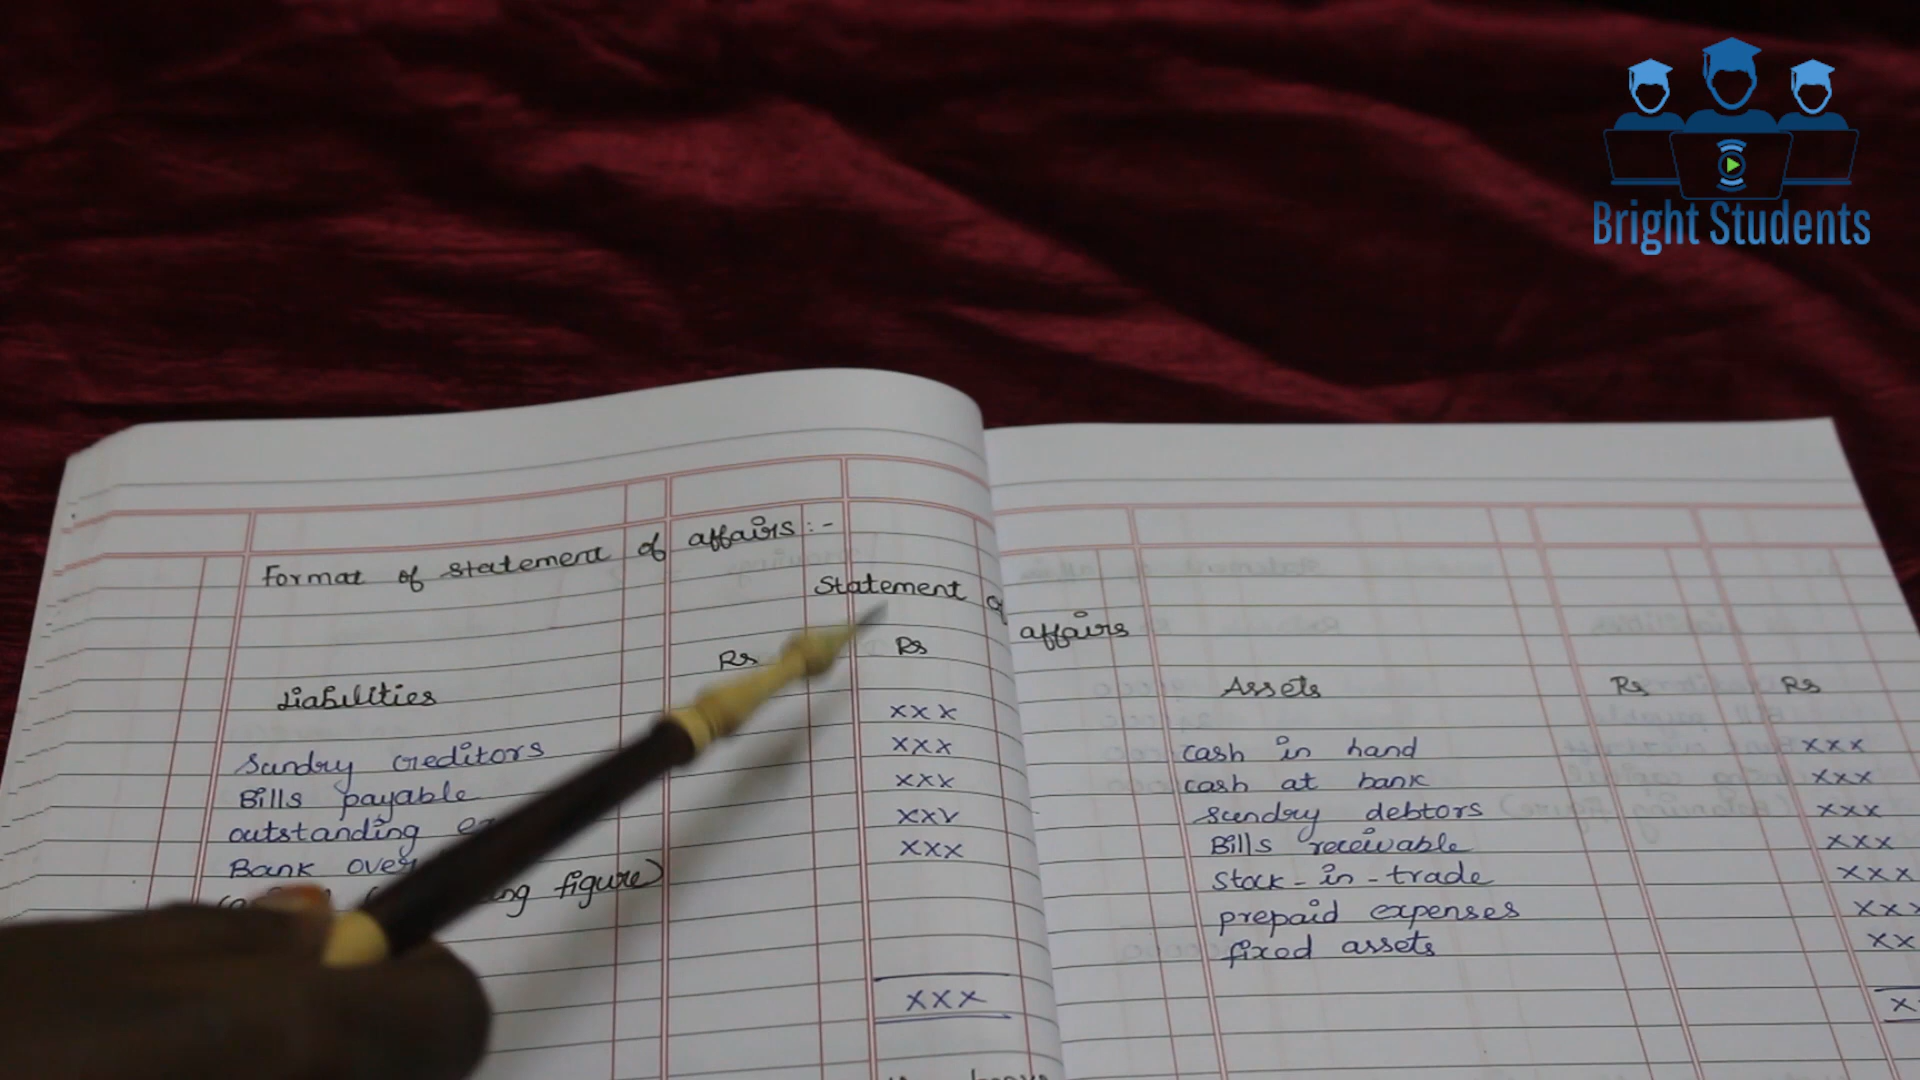 Bright Students
Format of statement of affairs :-
Statement of affairs
Liabilities Rs Rs
Sundry creditors xxx
Bills payable xxx
outstanding xxx
Bank xxx
figure) xxx
xxx
Assets Rs Rs
cash in hand xxx
cash at bank xxx
Sundry debtors xxx
Bills receivable xxx
Stock-in-trade xxx
prepaid expenses xxx
fixed assets xx